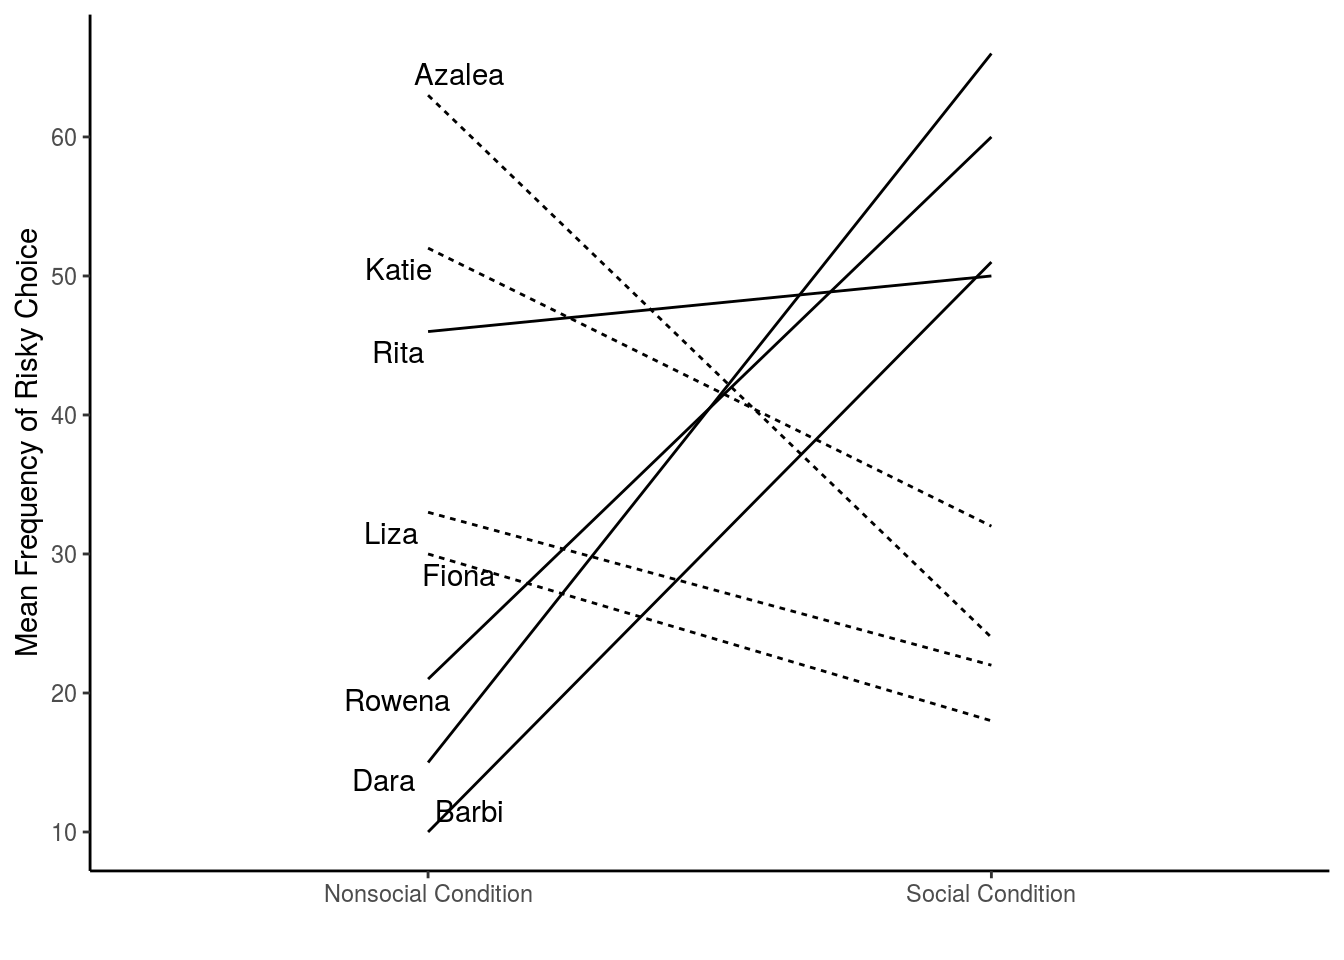 Mean Frequency of Risky Choice
60
50
40
30
20
10
Azalea
Katie
Rita
Liza
Fiona
Rowena
Dara
Barbi
Nonsocial Condition
Social Condition